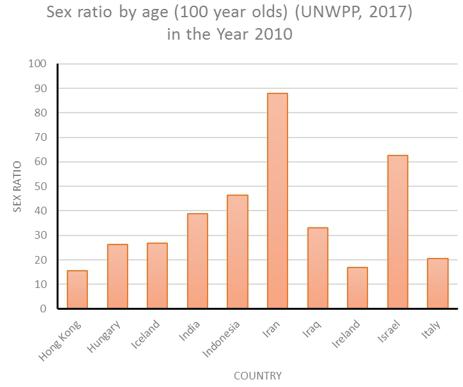 Sex ratio by age (100 year olds) (UNWPP, 2017)
in the Year 2010
100
90
80
70
60
50
40
30
20
10
0
SEX RATIO
Hong Kong
Hungary
Iceland
India
Indonesia
Iran
Iraq
Ireland
Israel
Italy
COUNTRY